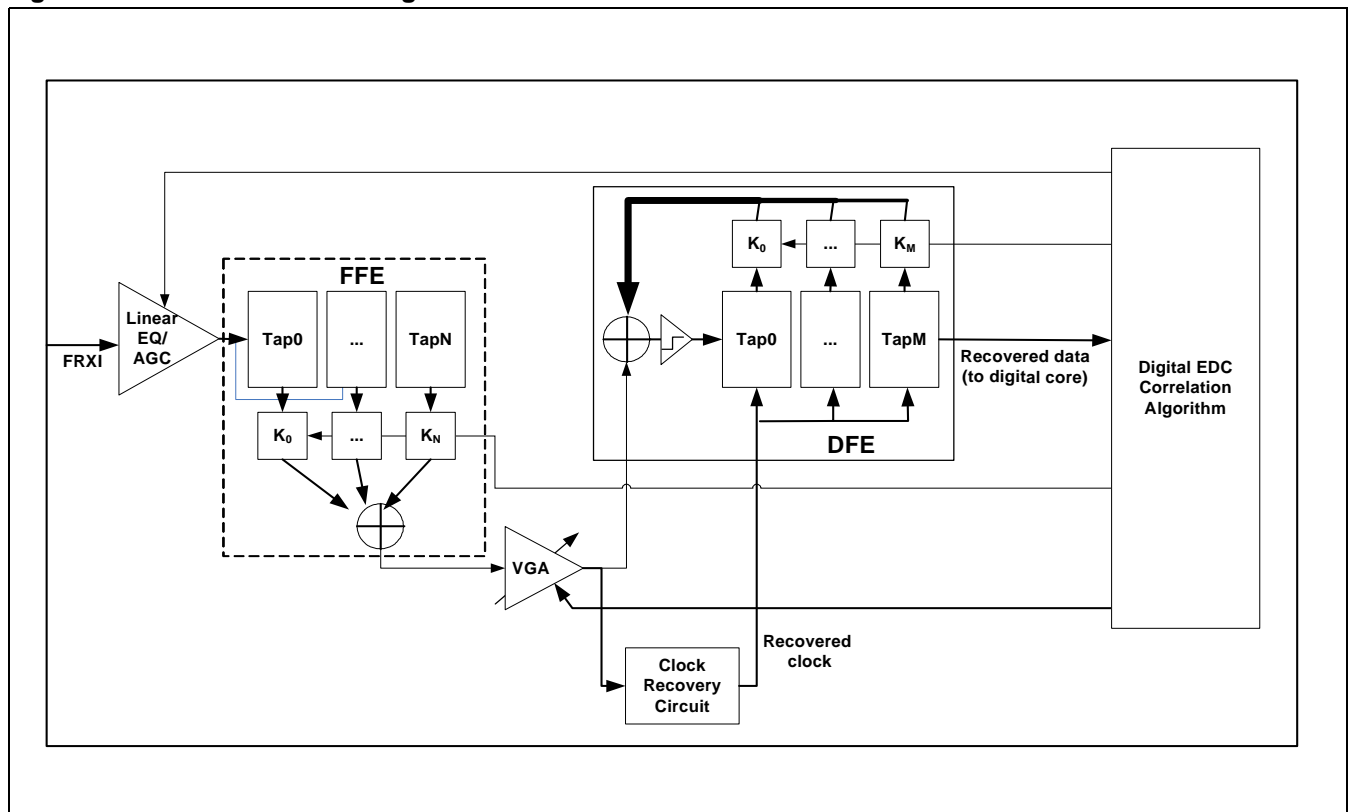 FRXI
Linear
EQ/
AGC
FFE
Tap0
...
TapN
K0
...
KN
VGA
Clock
Recovery
Circuit
Recovered
clock
K0
...
KM
Tap0
...
TapM
DFE
Recovered data
(to digital core)
Digital EDC
Correlation
Algorithm